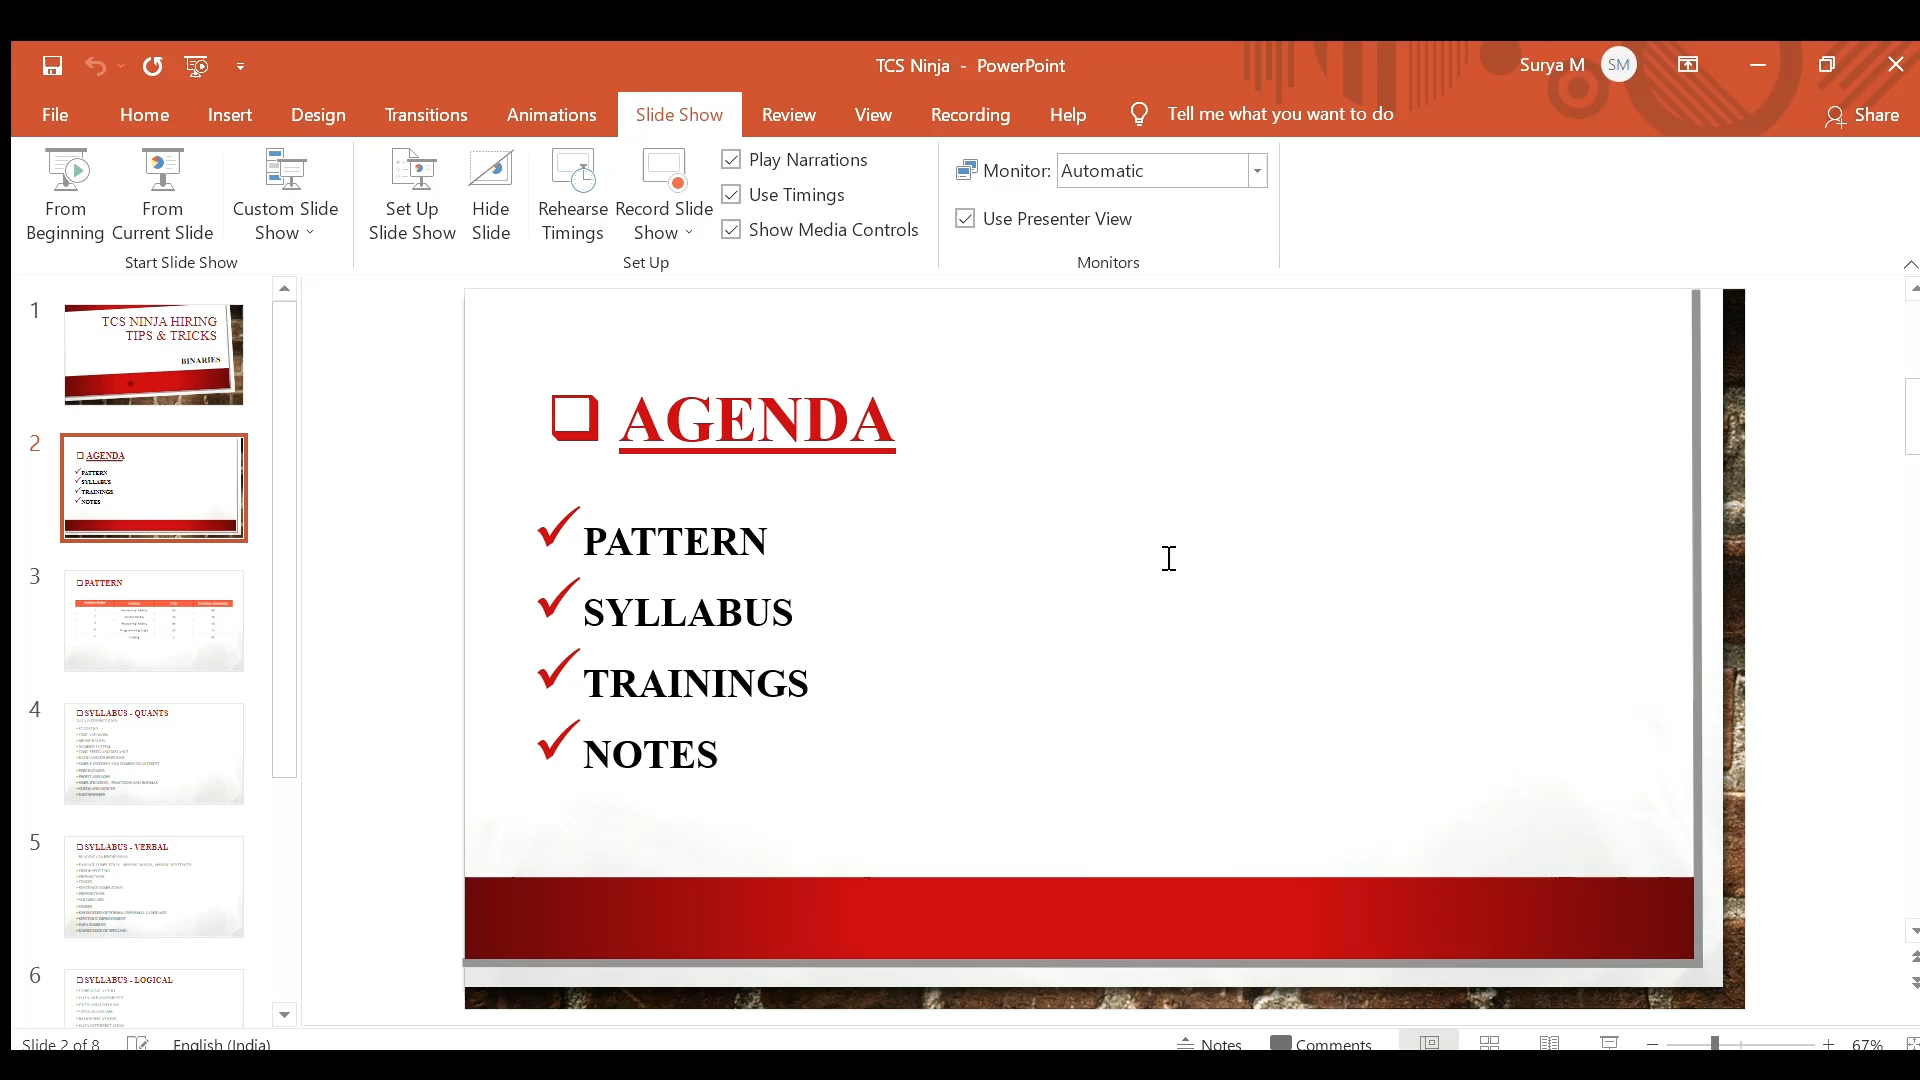 TCS Ninja - PowerPoint
Surya M
SM
File
Home
Insert
Design
Transitions
Animations
Slide Show
Review
View
Recording
Help
Tell me what you want to do
Share
From Beginning
From Current Slide
Custom Slide Show
Start Slide Show
Set Up Slide Show
Hide Slide
Rehearse Timings
Record Slide Show
Play Narrations
Use Timings
Show Media Controls
Set Up
Monitor: Automatic
Use Presenter View
Monitors
1
TCS NINJA HIRING
TIPS & TRICKS
BINARIES
2
AGENDA
PATTERN
SYLLABUS
TRAININGS
NOTES
3
PATTERN
4
SYLLABUS - QUANTS
5
SYLLABUS - VERBAL
6
SYLLABUS - LOGICAL
AGENDA
PATTERN
SYLLABUS
TRAININGS
NOTES
Slide 2 of 8
English (India)
Notes
Comments
67%